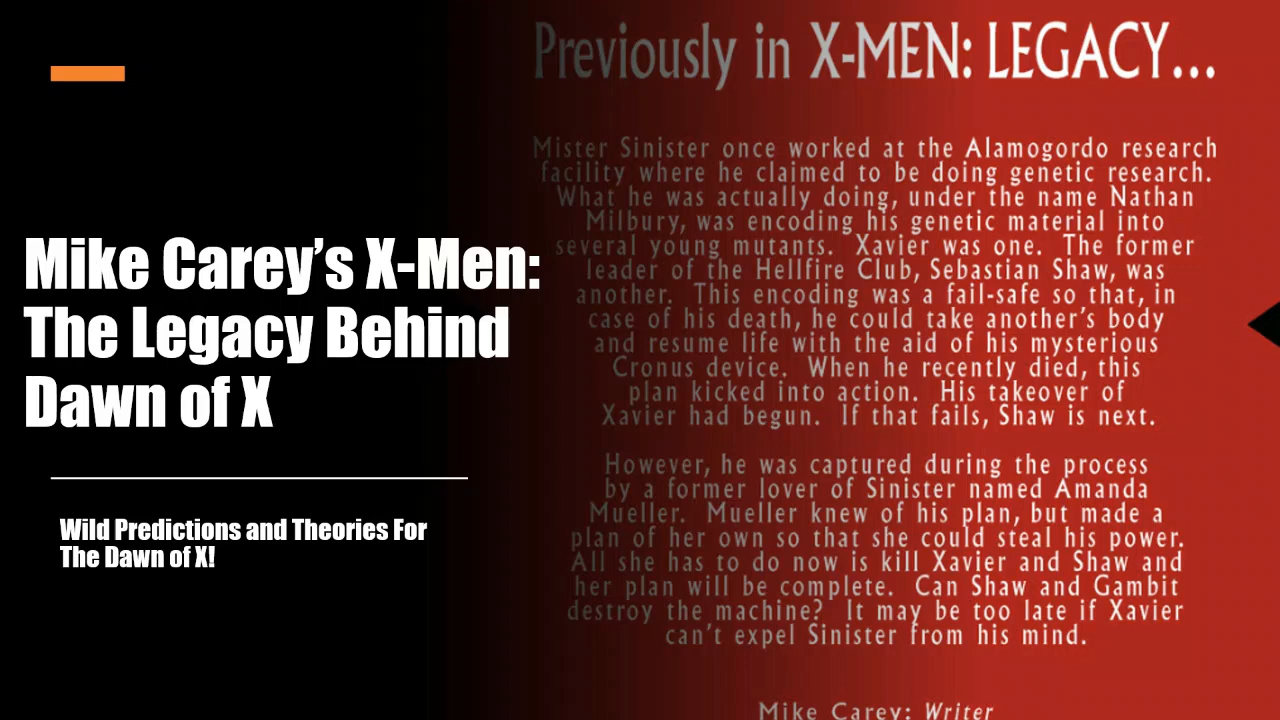 Mike Carey’s X-Men:
The Legacy Behind
Dawn of X
Wild Predictions and Theories For
The Dawn of X!
Previously in X-MEN: LEGACY...
Mister Sinister once worked at the Alamogordo research
facility where he claimed to be doing genetic research.
What he was actually doing, under the name Nathan
Milbury, was encoding his genetic material into
several young mutants. Xavier was one. The former
leader of the Hellfire Club, Sebastian Shaw, was
another. This encoding was a fail-safe so that, in
case of his death, he could take another’s body
and resume life with the aid of his mysterious
Cronus device. When he recently died, this
plan kicked into action. His takeover of
Xavier had begun. If that fails, Shaw is next.
However, he was captured during the process
by a former lover of Sinister named Amanda
Mueller. Mueller knew of his plan, but made a
plan of her own so that she could steal his power.
All she has to do now is kill Xavier and Shaw and
her plan will be complete. Can Shaw and Gambit
destroy the machine? It may be too late if Xavier
can’t expel Sinister from his mind.
Mike Carey: Writer